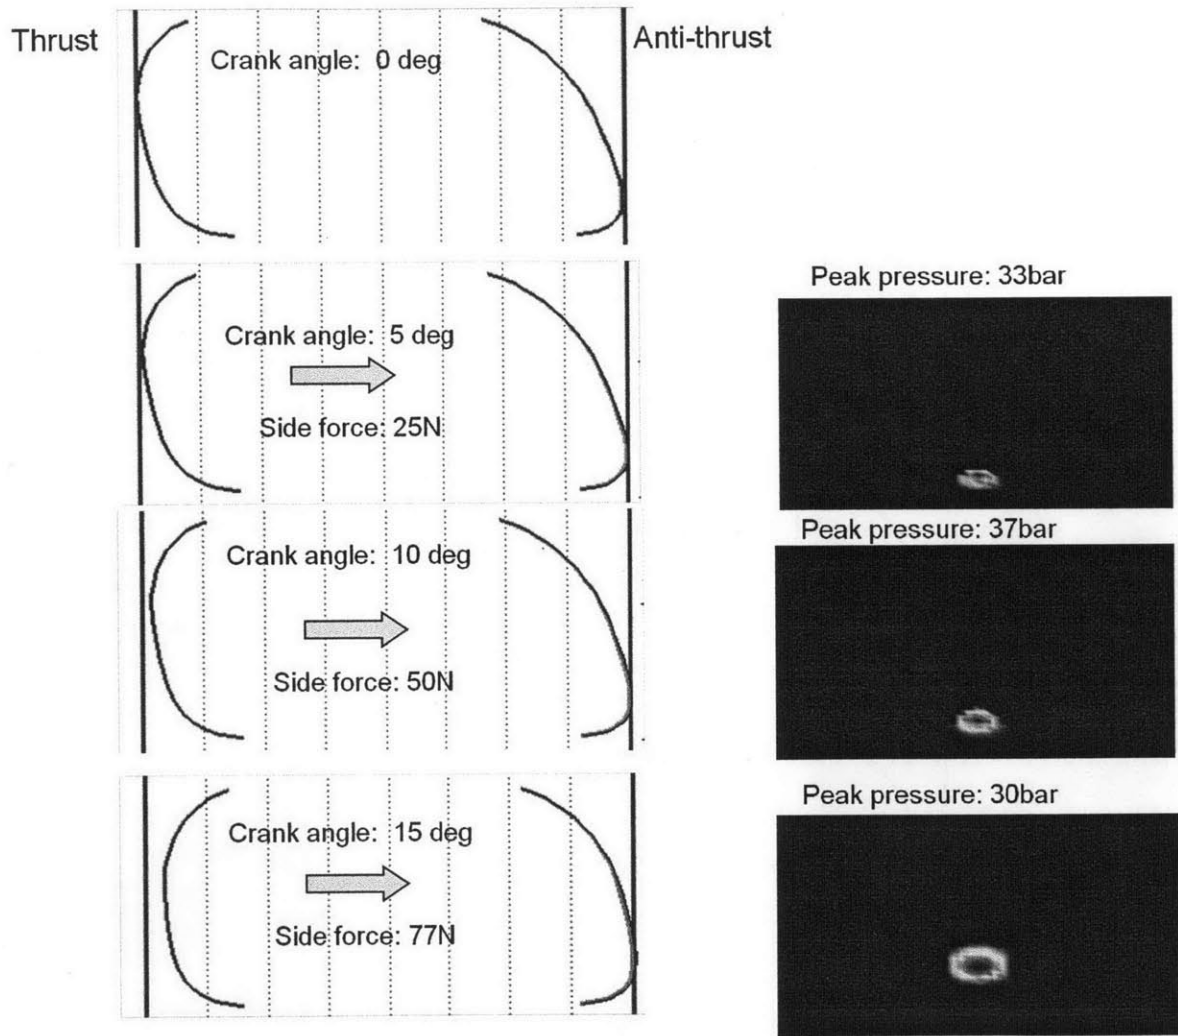 Thrust
Anti-thrust
Crank angle: 0 deg
Crank angle: 5 deg
Side force: 25N
Peak pressure: 33bar
Crank angle: 10 deg
Side force: 50N
Peak pressure: 37bar
Crank angle: 15 deg
Side force: 77N
Peak pressure: 30bar